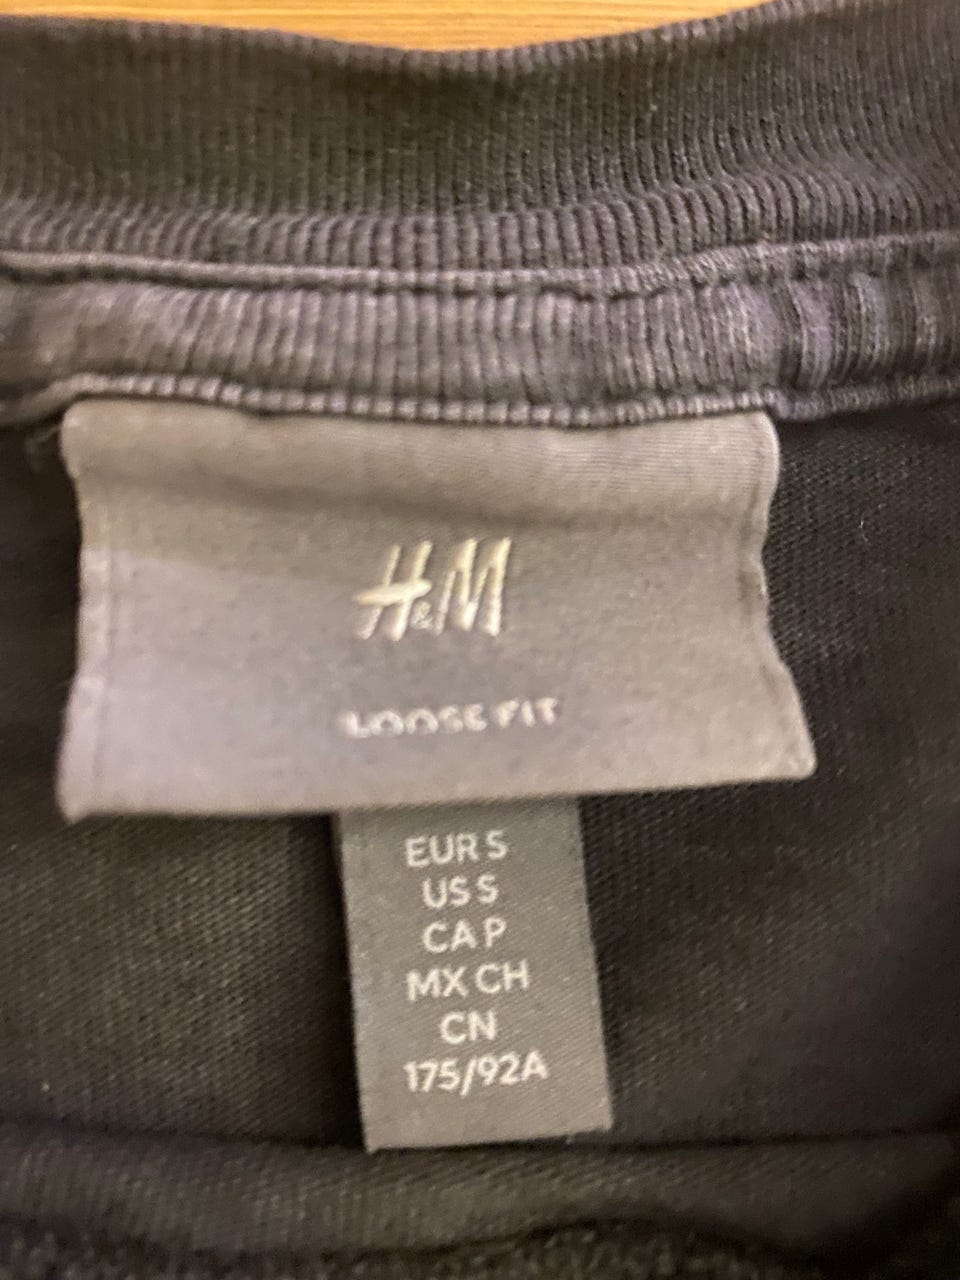 H&M
LOOSE FIT
EUR S
US S
CA P
MX CH
CN
175/92A